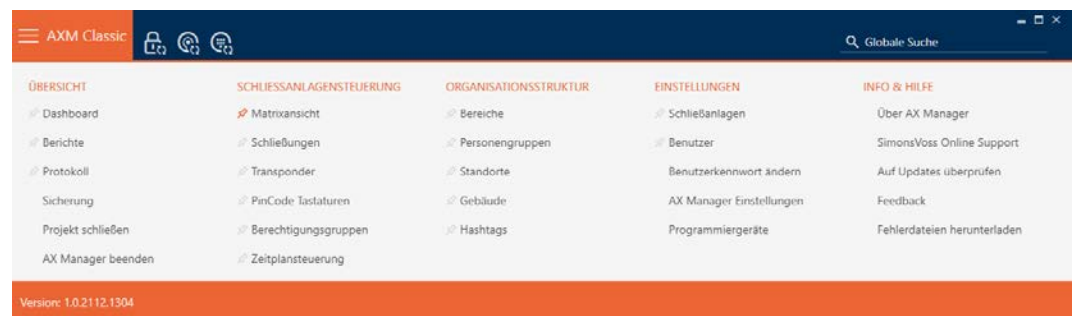 AXM Classic
Globale Suche
ÜBERSICHT
Dashboard
Berichte
Protokoll
Sicherung
Projekt schließen
AX Manager beenden
SCHLIESSANLAGENSTEUERUNG
Matrixansicht
Schließungen
Transponder
PinCode Tastaturen
Berechtigungsgruppen
Zeitplansteuerung
ORGANISATIONSSTRUKTUR
Bereiche
Personengruppen
Standorte
Gebäude
Hashtags
EINSTELLUNGEN
Schließanlagen
Benutzer
Benutzerkennwort ändern
AX Manager Einstellungen
Programmiergeräte
INFO & HILFE
Über AX Manager
SimonsVoss Online Support
Auf Updates überprüfen
Feedback
Fehlerdateien herunterladen
Version: 1.0.2112.1304